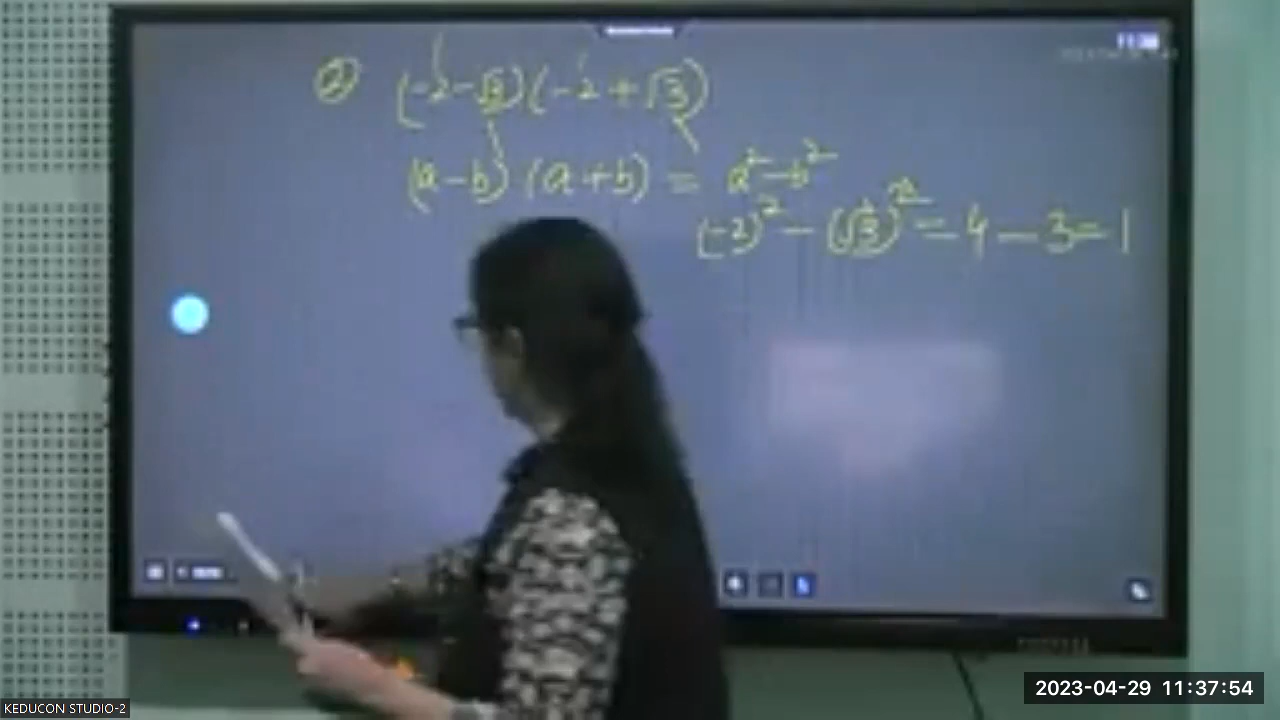 ② (-2-√3)(-2+√3)
(a-b) (a+b) = a²-b²
(-2)² - (√3)² = 4 - 3 = 1
KEDUCON STUDIO-2
2023-04-29 11:37:54